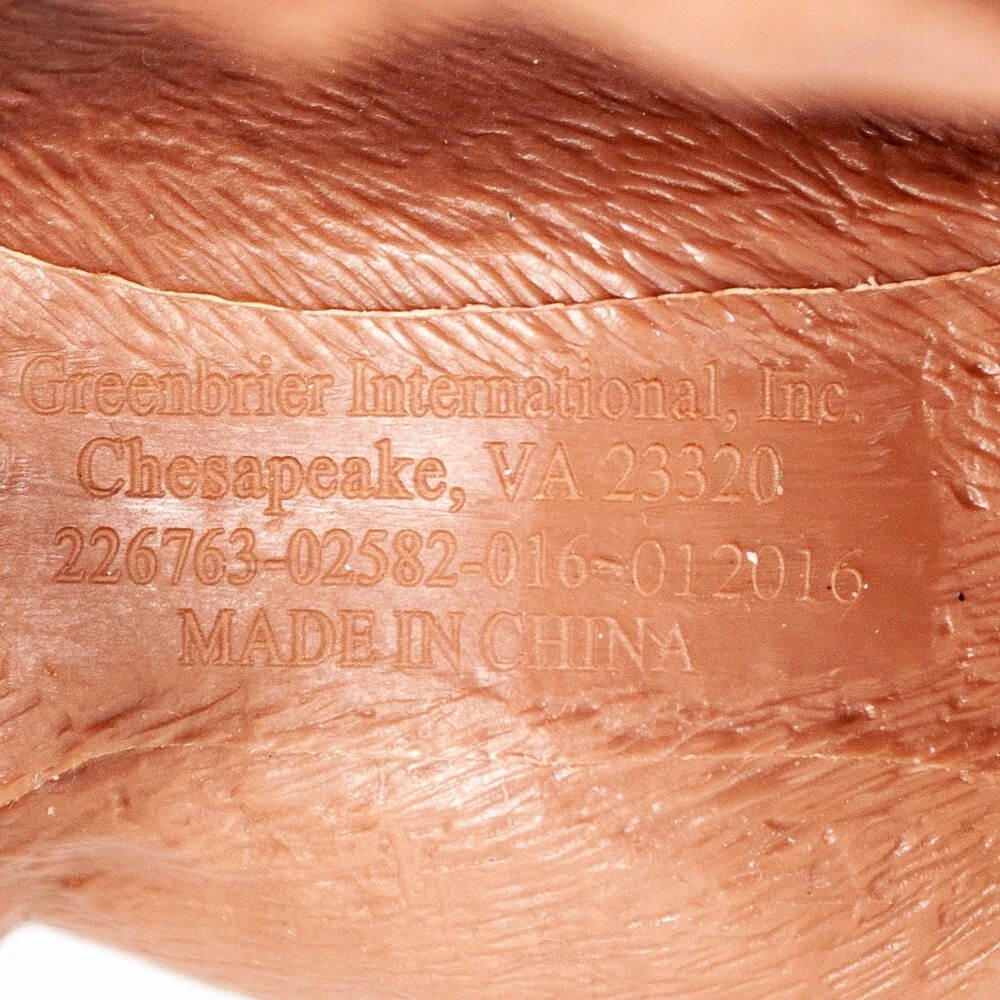 Greenbrier International, Inc.
Chesapeake, VA 23320
226763-02582-016-012016
MADE IN CHINA